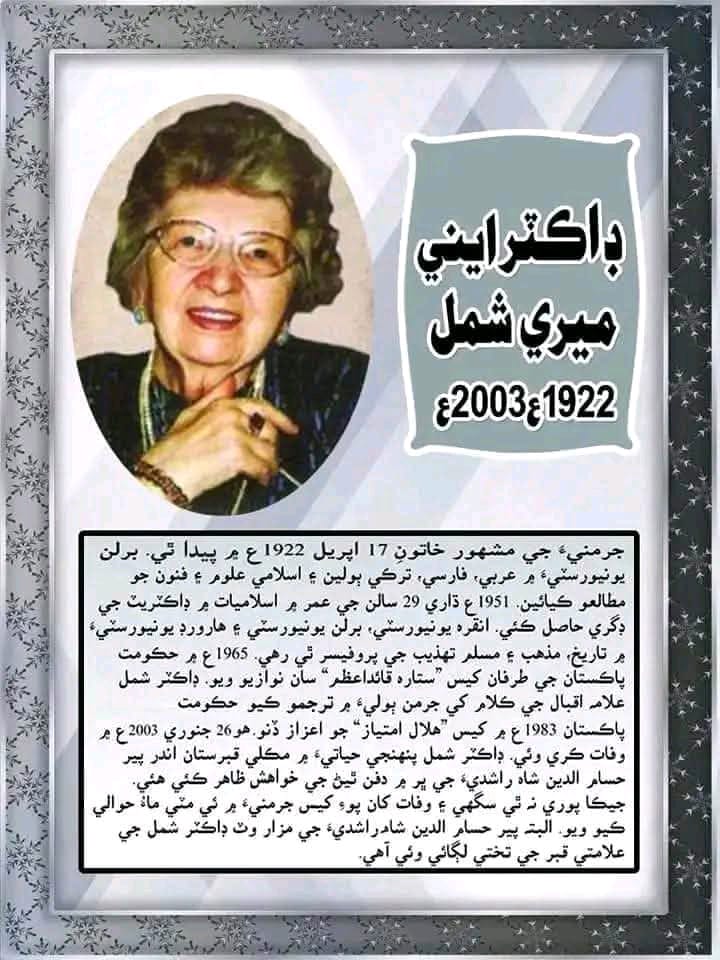 ڊاڪٽر ايني
ميري شمل
1922ع 2003ع
جرمنيءَ جي مشهور خاتونِ 17 اپريل 1922ع ۾ پيدا ٿي. برلن
يونيورسٽيءَ ۾ عربي، فارسي، ترڪي ٻولين ۽ اسلامي علوم ۽ فنون جو
مطالعو ڪيائين. 1951ع ڌاري 29 سالن جي عمر ۾ اسلاميات ۾ ڊاڪٽريٽ جي
ڊگري حاصل ڪئي. انقره يونيورسٽي، برلن يونيورسٽي ۽ هارورڊ يونيورسٽيءَ
۾ تاريخ، مذهب ۽ مسلم تهذيب جي پروفيسر ٿي رهي. 1965ع ۾ حڪومت
پاڪستان جي طرفان کيس ”ستاره قائداعظم“ سان نوازيو ويو. ڊاڪٽر شمل
علامه اقبال جي ڪلام کي جرمن ٻوليءَ ۾ ترجمو ڪيو حڪومت
پاڪستان 1983ع ۾ کيس ”هلال امتياز“ جو اعزاز ڏنو. هو 26 جنوري 2003ع ۾
وفات ڪري وئي. ڊاڪٽر شمل پنهنجي حياتيءَ ۾ مڪلي قبرستان اندر پير
حسام الدين شاه راشديءَ جي ڀر ۾ دفن ٿيڻ جي خواهش ظاهر ڪئي هئي.
جيڪا پوري نہ ٿي سگهي ۽ وفات کان پوءِ کيس جرمنيءَ ۾ ئي مٽي ماءُ حوالي
ڪيو ويو. البتہ پير حسام الدين شاه راشديءَ جي مزار وٽ ڊاڪٽر شمل جي
علامتي قبر جي تختي لڳائي وئي آهي.